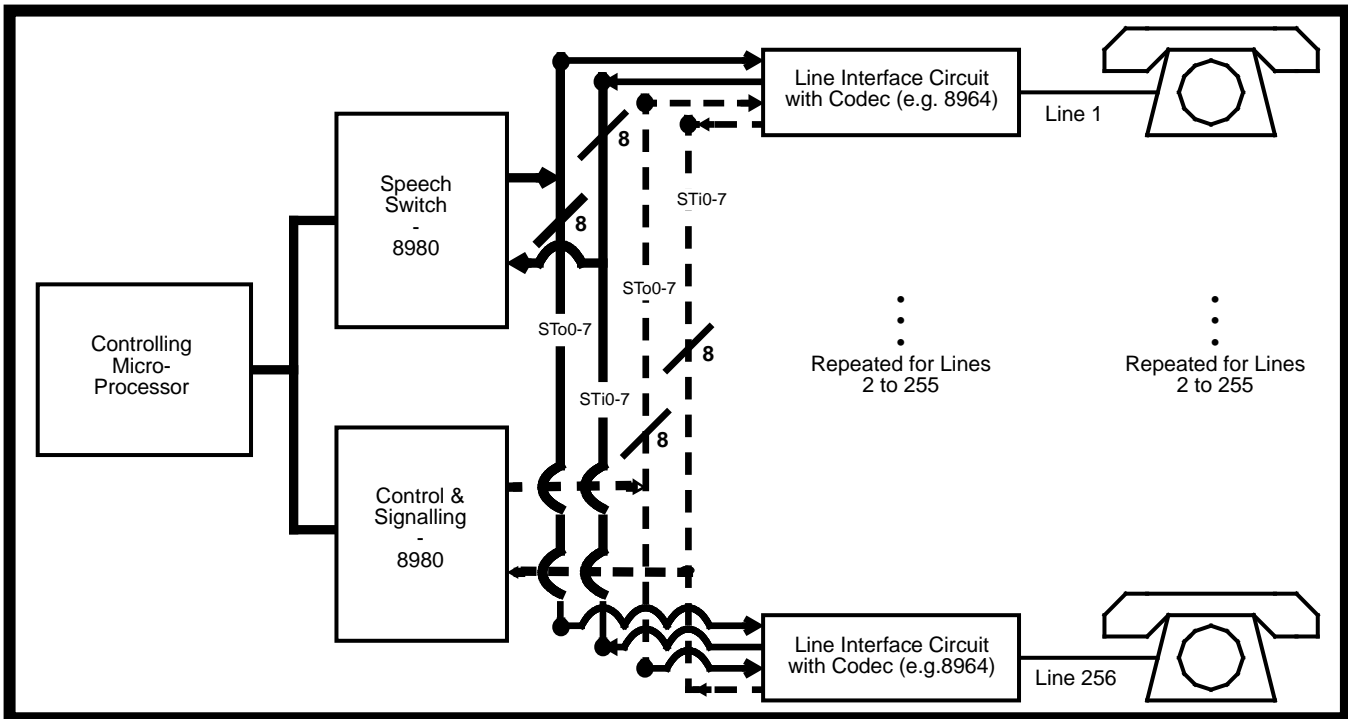 Line Interface Circuit
with Codec (e.g. 8964)
Line 1
8
Speech
Switch
-
8980
STi0-7
8
STo0-7
STo0-7
Controlling
Micro-
Processor
8
Repeated for Lines
2 to 255
Repeated for Lines
2 to 255
STi0-7
8
Control &
Signalling
-
8980
Line Interface Circuit
with Codec (e.g.8964)
Line 256